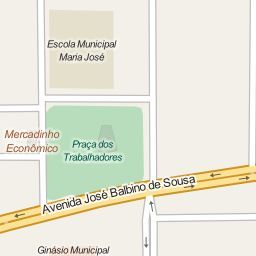 Escola Municipal
Maria José
Mercadinho
Econômico
Praça dos
Trabalhadores
Avenida José Balbino de Sousa
Ginásio Municipal